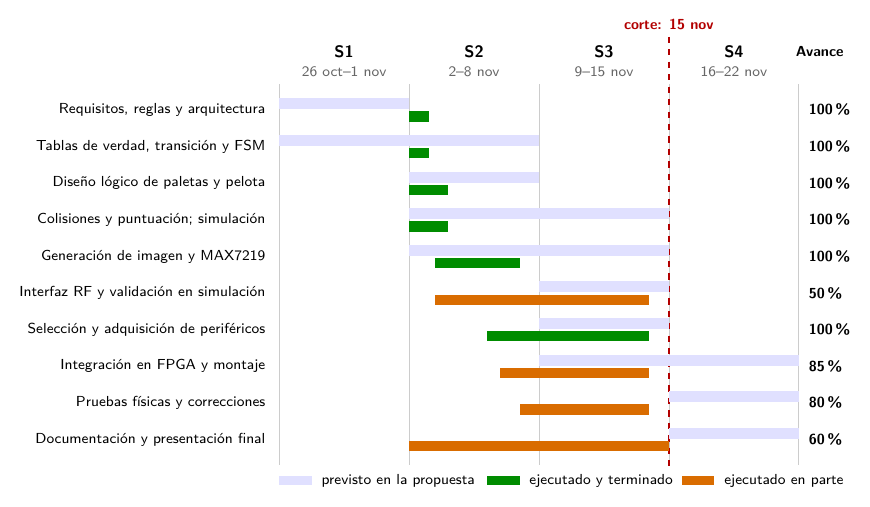 corte: 15 nov
S1 S2 S3 S4 Avance
26 oct–1 nov 2–8 nov 9–15 nov 16–22 nov
Requisitos, reglas y arquitectura 100 %
Tablas de verdad, transición y FSM 100 %
Diseño lógico de paletas y pelota 100 %
Colisiones y puntuación; simulación 100 %
Generación de imagen y MAX7219 100 %
Interfaz RF y validación en simulación 50 %
Selección y adquisición de periféricos 100 %
Integración en FPGA y montaje 85 %
Pruebas físicas y correcciones 80 %
Documentación y presentación final 60 %
previsto en la propuesta ejecutado y terminado ejecutado en parte